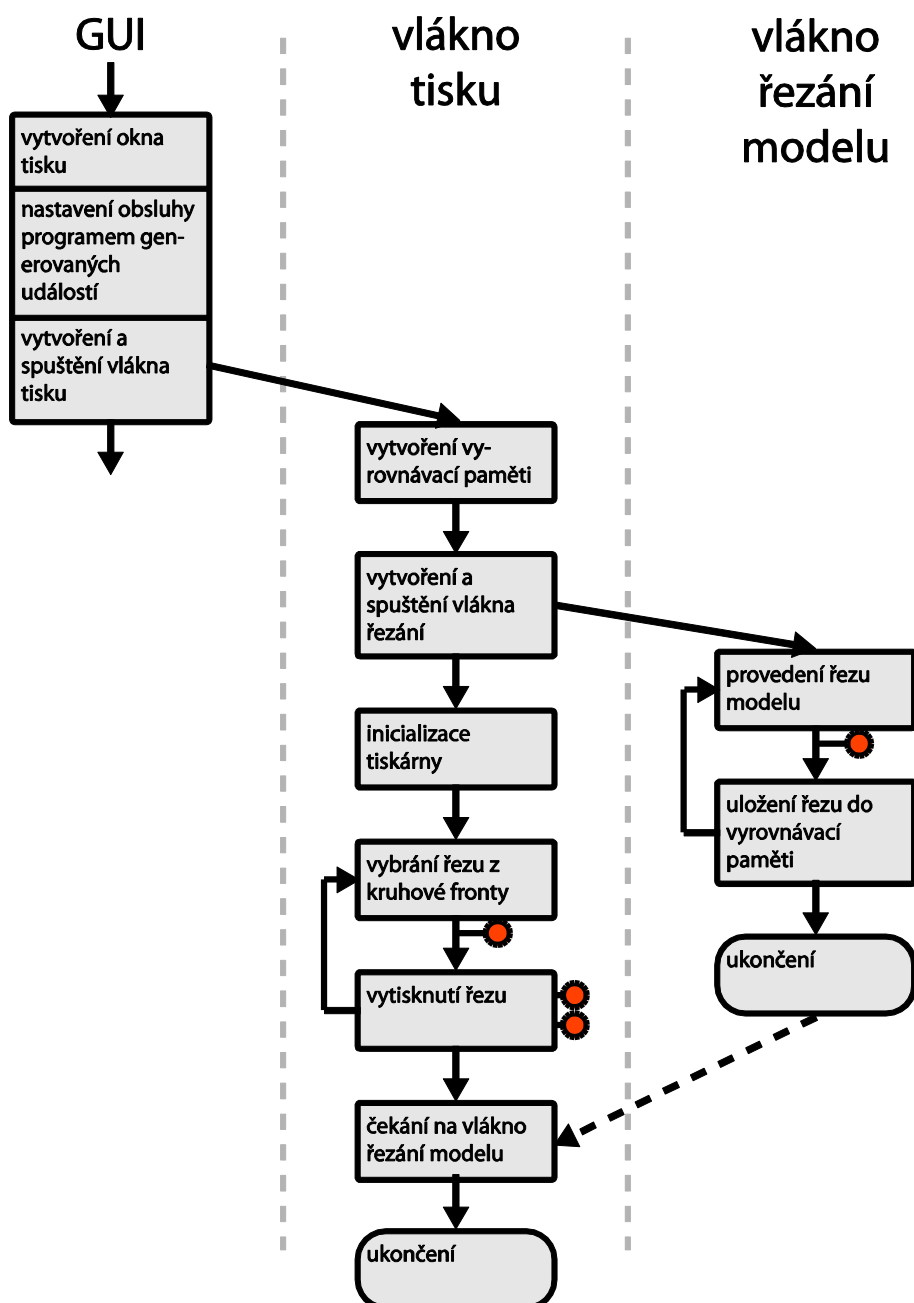 GUI
vytvoření okna
tisku
nastavení obsluhy
programem gen-
erovaných
událostí
vytvoření a
spuštění vlákna
tisku
vlákno
tisku
vytvoření vy-
rovnávací paměti
vytvoření a
spuštění vlákna
řezání
inicializace
tiskárny
vybrání řezu z
kruhové fronty
vytisknutí řezu
čekání na vlákno
řezání modelu
ukončení
vlákno
řezání
modelu
provedení řezu
modelu
uložení řezu do
vyrovnávací
paměti
ukončení